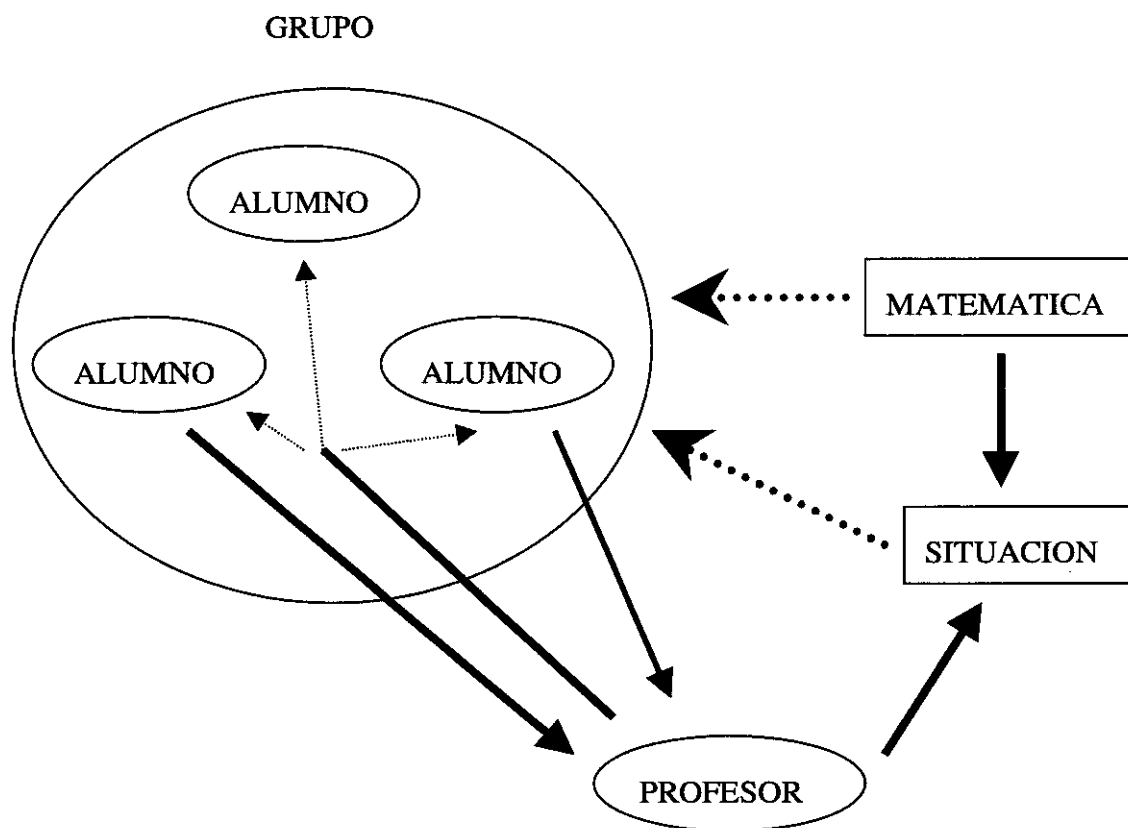 GRUPO
ALUMNO
ALUMNO
ALUMNO
MATEMATICA
SITUACION
PROFESOR